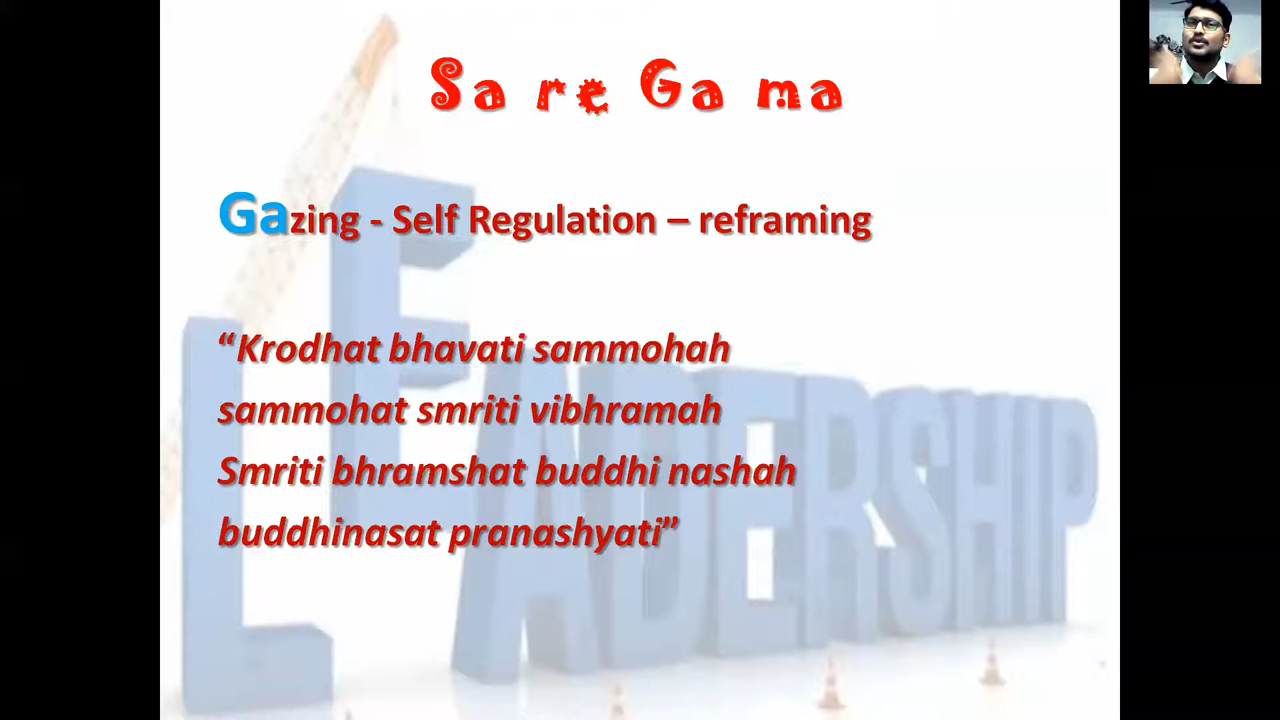 Sa re Ga ma
Gazing - Self Regulation – reframing
“Krodhat bhavati sammohah
sammohat smriti vibhramah
Smriti bhramshat buddhi nashah
buddhinasat pranashyati”
LEADERSHIP